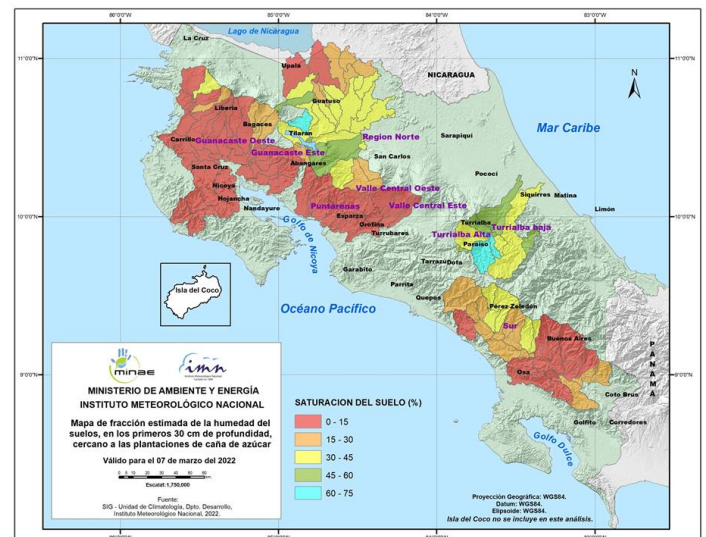 86°0'0"W
85°0'0"W
84°0'0"W
83°0'0"W
11°0'0"N
11°0'0"N
10°0'0"N
10°0'0"N
9°0'0"N
9°0'0"N
Lago de Nicaragua
La Cruz
Upala
NICARAGUA
N
Guatuso
Liberia
Bagaces
Mar Caribe
Tilarán
Carrillo
Guanacaste Oeste
Region Norte
Sarapiquí
Guanacaste Este
San Carlos
Abangares
Santa Cruz
Pococí
Nicoya
Valle Central Oeste
Siquirres
Matina
Hojancha
Nandayure
Puntarenas
Valle Central Este
Limón
Esparza
Orotina
Turrialba
Turrialba baja
Golfo de Nicoya
Turrubares
Turrialba Alta
Paraíso
Garabito
Tarrazú
Dota
Isla del Coco
Parrita
Quepos
Océano Pacífico
Pérez Zeledón
Sur
Buenos Aires
PANAMA
Osa
Coto Brus
Golfito
Corredores
Golfo Dulce
minae
imn
MINISTERIO DE AMBIENTE Y ENERGÍA
INSTITUTO METEOROLÓGICO NACIONAL
Mapa de fracción estimada de la humedad del
suelos, en los primeros 30 cm de profundidad,
cercano a las plantaciones de caña de azúcar
Válido para el 07 de marzo del 2022
Escala:1:750,000
Fuente:
SIG - Unidad de Climatología, Dpto. Desarrollo,
Instituto Meteorológico Nacional, 2022.
SATURACION DEL SUELO (%)
0 - 15
15 - 30
30 - 45
45 - 60
60 - 75
Proyección Geográfica: WGS84.
Datum: WGS84.
Elipsoide: WGS84.
Isla del Coco no se incluye en este análisis.